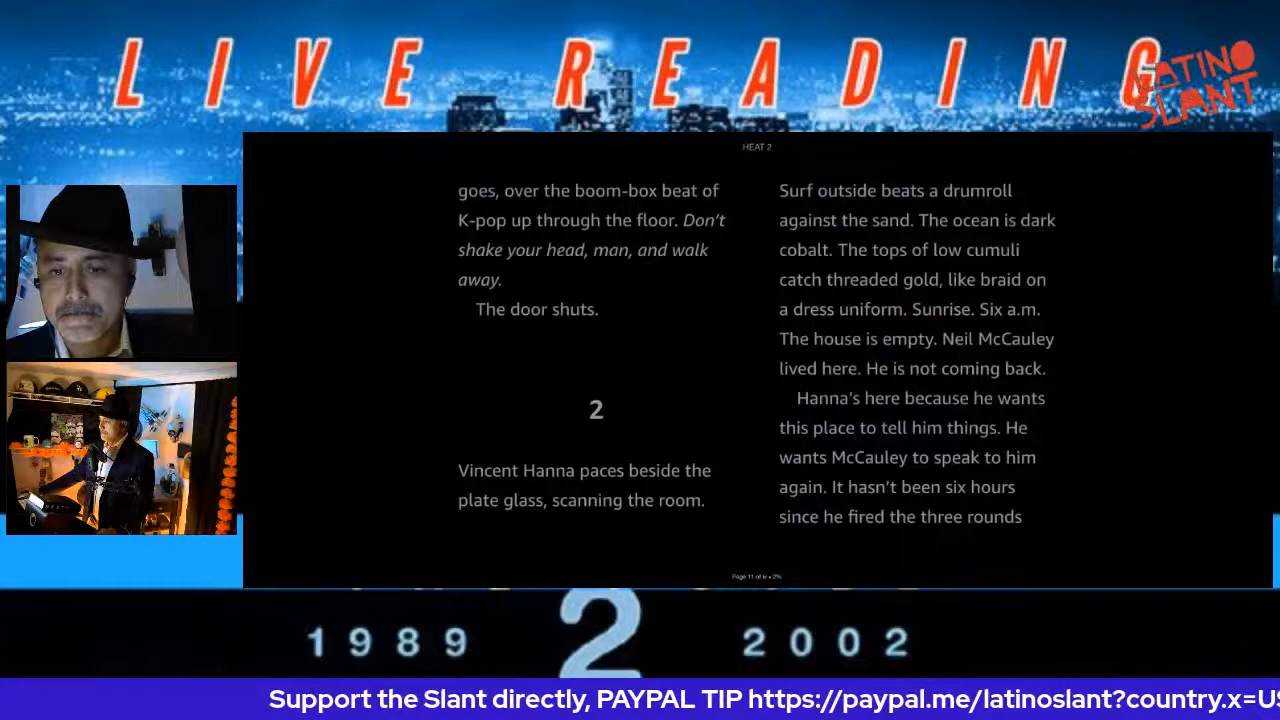 LIVE READING
LATINO
SLANT
HEAT 2
goes, over the boom-box beat of
K-pop up through the floor. Don’t
shake your head, man, and walk
away.
The door shuts.
2
Vincent Hanna paces beside the
plate glass, scanning the room.
Surf outside beats a drumroll
against the sand. The ocean is dark
cobalt. The tops of low cumuli
catch threaded gold, like braid on
a dress uniform. Sunrise. Six a.m.
The house is empty. Neil McCauley
lived here. He is not coming back.
Hanna’s here because he wants
this place to tell him things. He
wants McCauley to speak to him
again. It hasn’t been six hours
since he fired the three rounds
Page 11 of iv • 2%
1989 2 2002
Support the Slant directly, PAYPAL TIP https://paypal.me/latinoslant?country.x=US